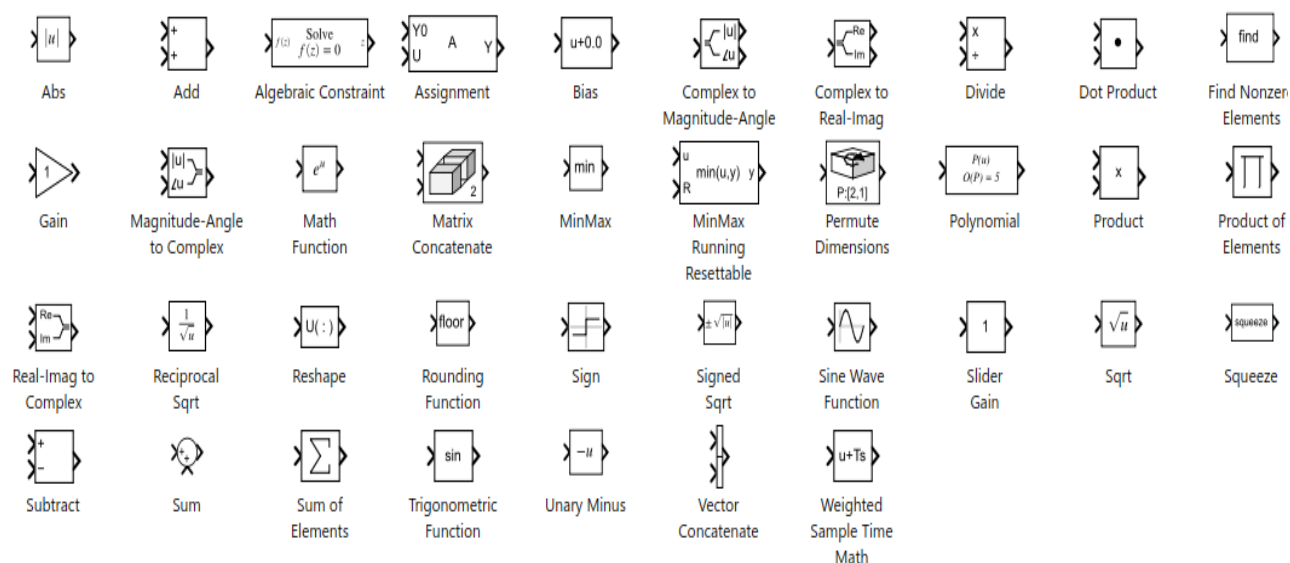 |u|
+
+
f(z) Solve f(z) = 0 z
Y0
U
A
Y
u+0.0
|u|
∠u
Re
Im
×
÷
find
Abs
Add
Algebraic Constraint
Assignment
Bias
Complex to
Magnitude-Angle
Complex to
Real-Imag
Divide
Dot Product
Find Nonzer
Elements
1
|u|
∠u
eᵘ
2
min
u
R
min(u,y) y
P:[2,1]
P(u)
O(P) = 5
×
∏
Gain
Magnitude-Angle
to Complex
Math
Function
Matrix
Concatenate
MinMax
MinMax
Running
Resettable
Permute
Dimensions
Polynomial
Product
Product of
Elements
Re
Im
1
√u
U( : )
floor
±√|u|
1
√u
squeeze
Real-Imag to
Complex
Reciprocal
Sqrt
Reshape
Rounding
Function
Sign
Signed
Sqrt
Sine Wave
Function
Slider
Gain
Sqrt
Squeeze
+
−
+
+
∑
sin
−u
u+Ts
Subtract
Sum
Sum of
Elements
Trigonometric
Function
Unary Minus
Vector
Concatenate
Weighted
Sample Time
Math